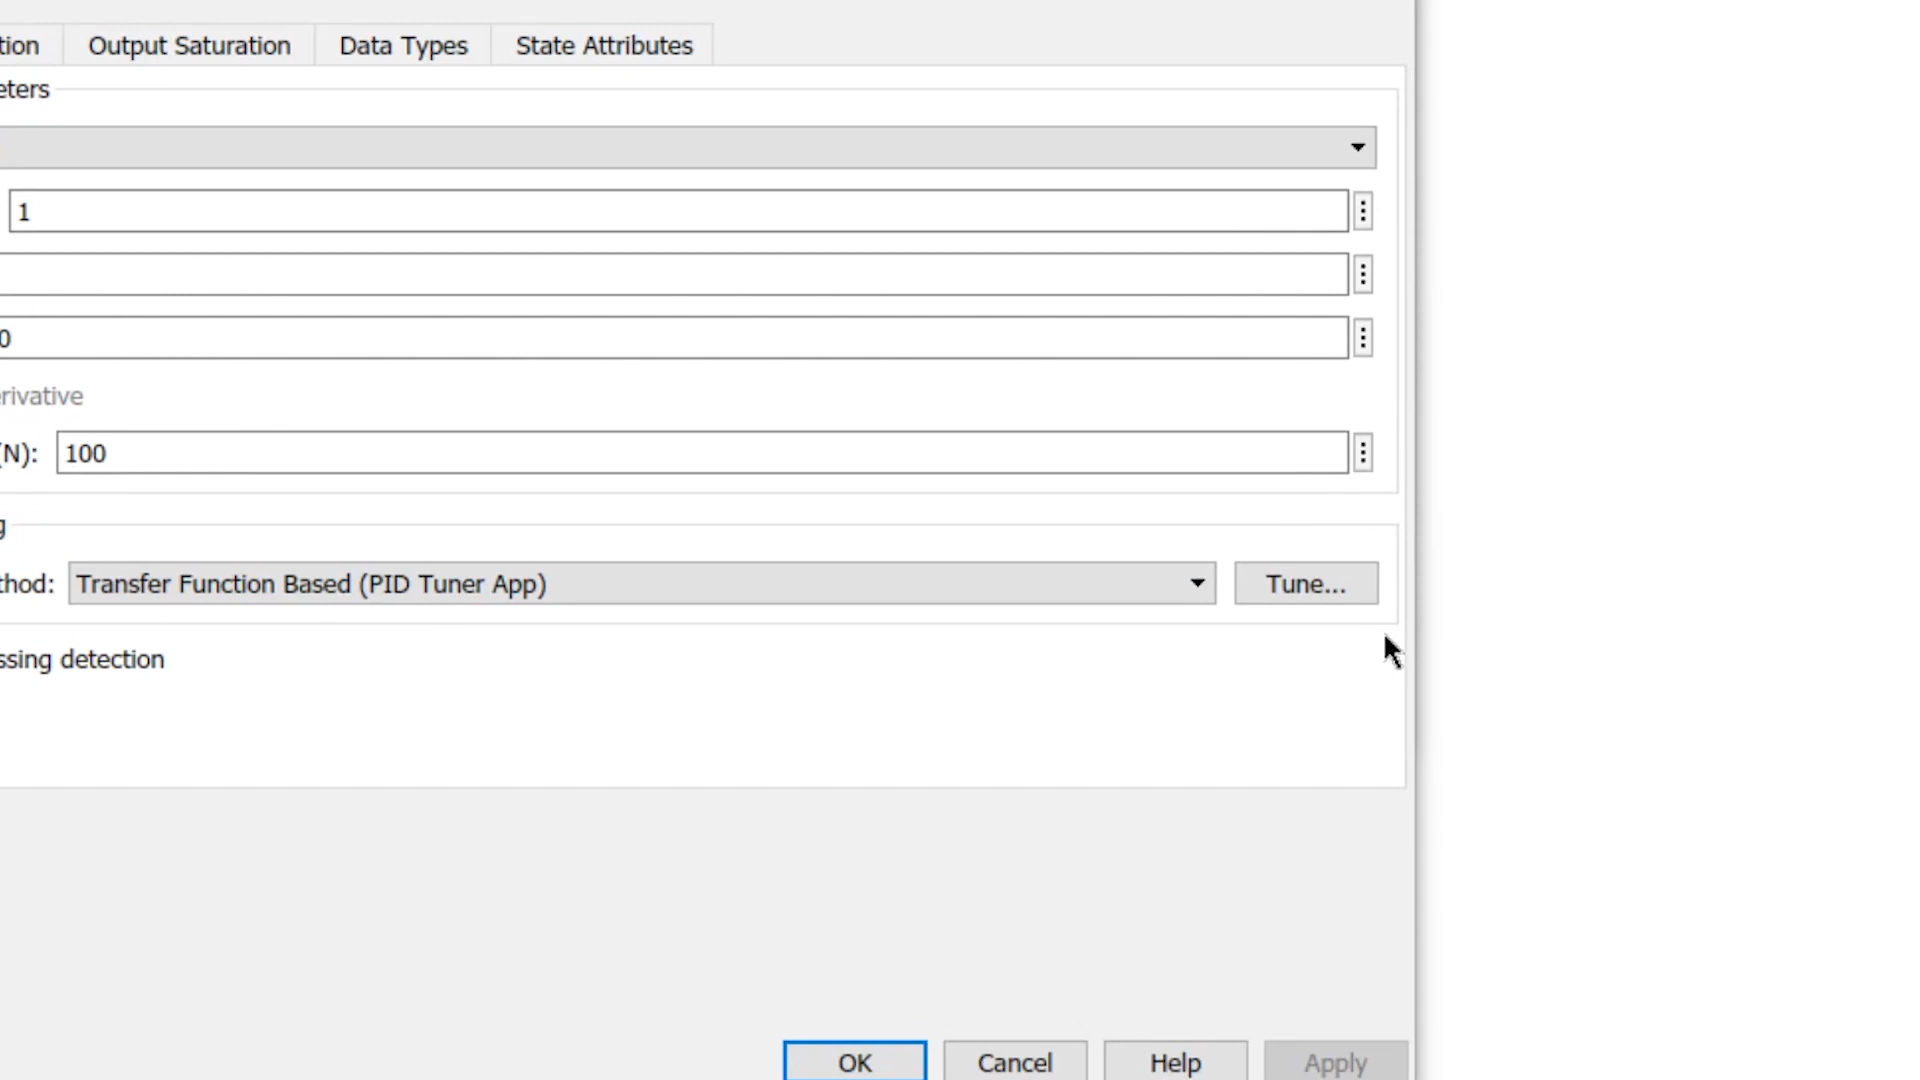 tion Output Saturation Data Types State Attributes
eters
1
0
erivative
(N): 100
g
thod: Transfer Function Based (PID Tuner App) Tune...
ssing detection
OK Cancel Help Apply